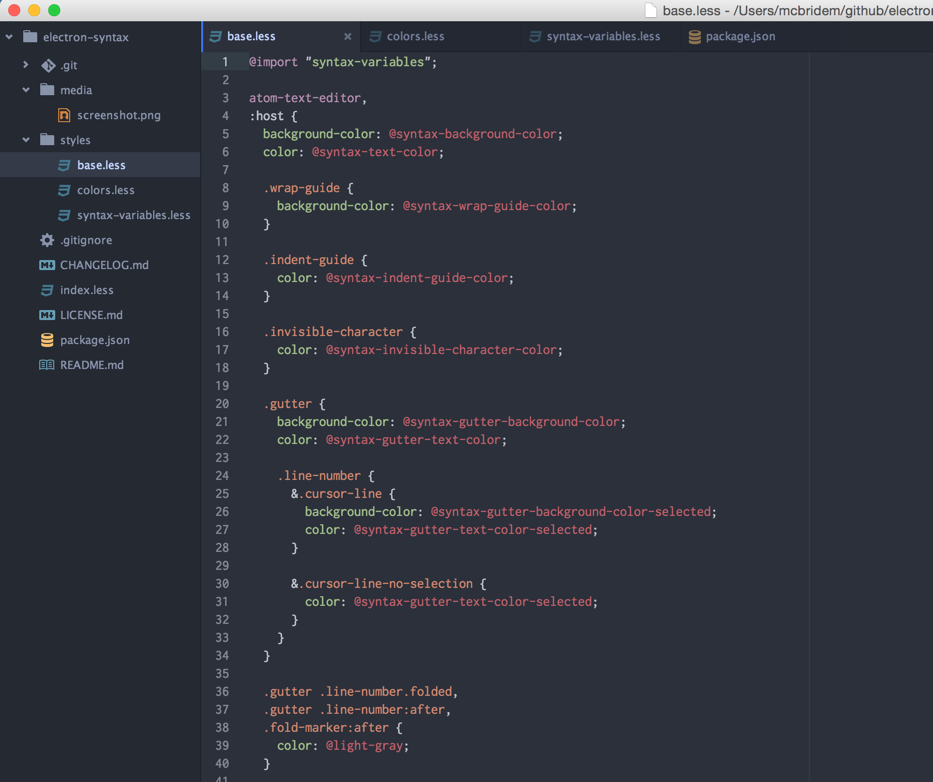 base.less - /Users/mcbridem/github/electron
electron-syntax
.git
media
screenshot.png
styles
base.less
colors.less
syntax-variables.less
.gitignore
CHANGELOG.md
index.less
LICENSE.md
package.json
README.md
base.less × colors.less syntax-variables.less package.json
1 @import "syntax-variables";
2
3 atom-text-editor,
4 :host {
5 background-color: @syntax-background-color;
6 color: @syntax-text-color;
7
8 .wrap-guide {
9 background-color: @syntax-wrap-guide-color;
10 }
11
12 .indent-guide {
13 color: @syntax-indent-guide-color;
14 }
15
16 .invisible-character {
17 color: @syntax-invisible-character-color;
18 }
19
20 .gutter {
21 background-color: @syntax-gutter-background-color;
22 color: @syntax-gutter-text-color;
23
24 .line-number {
25 &.cursor-line {
26 background-color: @syntax-gutter-background-color-selected;
27 color: @syntax-gutter-text-color-selected;
28 }
29
30 &.cursor-line-no-selection {
31 color: @syntax-gutter-text-color-selected;
32 }
33 }
34 }
35
36 .gutter .line-number.folded,
37 .gutter .line-number:after,
38 .fold-marker:after {
39 color: @light-gray;
40 }
41